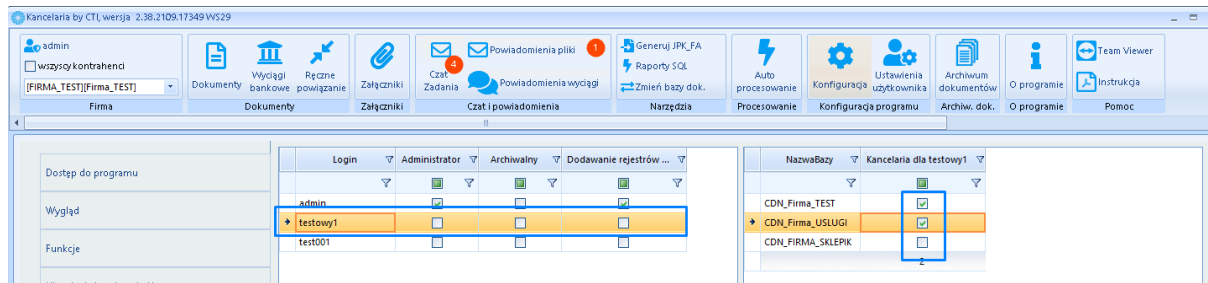 Kancelaria by CTI, wersja 2.38.2109.17349 WS29
admin
wszyscy kontrahenci
[FIRMA_TEST][Firma_TEST]
Firma
Dokumenty
Wyciągi bankowe
Ręczne powiązanie
Dokumenty
Załączniki
Załączniki
Czat
Zadania
4
Powiadomienia pliki
1
Powiadomienia wyciągi
Czat i powiadomienia
Generuj JPK_FA
Raporty SQL
Zmień bazy dok.
Narzędzia
Auto procesowanie
Procesowanie
Konfiguracja
Ustawienia użytkownika
Konfiguracja programu
Archiwum dokumentów
Archiw. dok.
O programie
O programie
Team Viewer
Instrukcja
Pomoc
Dostęp do programu
Wygląd
Funkcje
Login Administrator Archiwalny Dodawanie rejestrów ...
admin
testowy1
test001
NazwaBazy Kancelaria dla testowy1
CDN_Firma_TEST
CDN_Firma_USLUGI
CDN_FIRMA_SKLEPIK
2